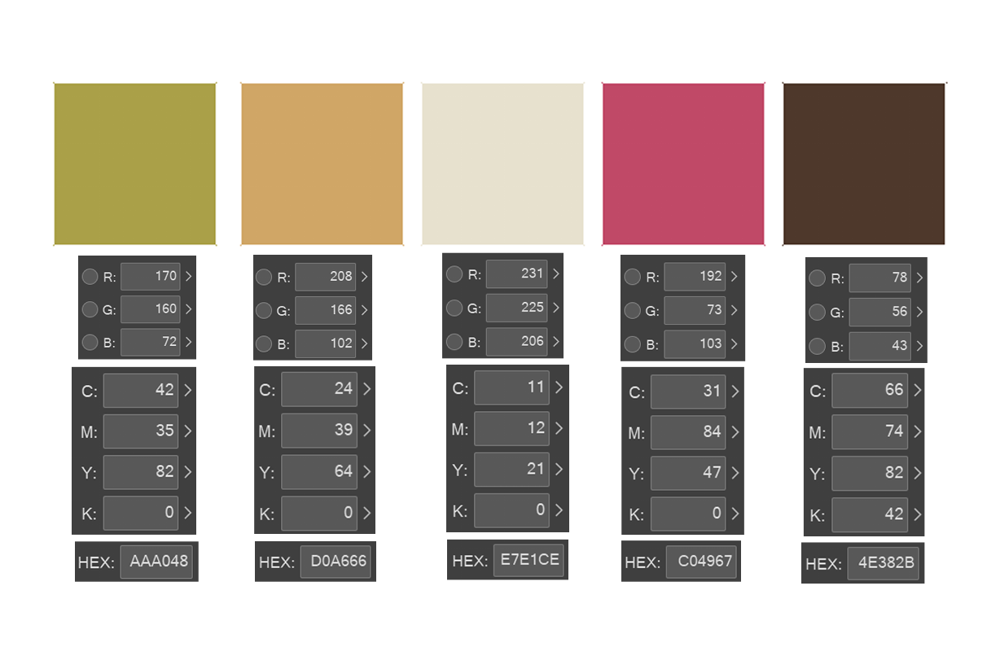 R: 170
G: 160
B: 72
C: 42
M: 35
Y: 82
K: 0
HEX: AAA048
R: 208
G: 166
B: 102
C: 24
M: 39
Y: 64
K: 0
HEX: D0A666
R: 231
G: 225
B: 206
C: 11
M: 12
Y: 21
K: 0
HEX: E7E1CE
R: 192
G: 73
B: 103
C: 31
M: 84
Y: 47
K: 0
HEX: C04967
R: 78
G: 56
B: 43
C: 66
M: 74
Y: 82
K: 42
HEX: 4E382B